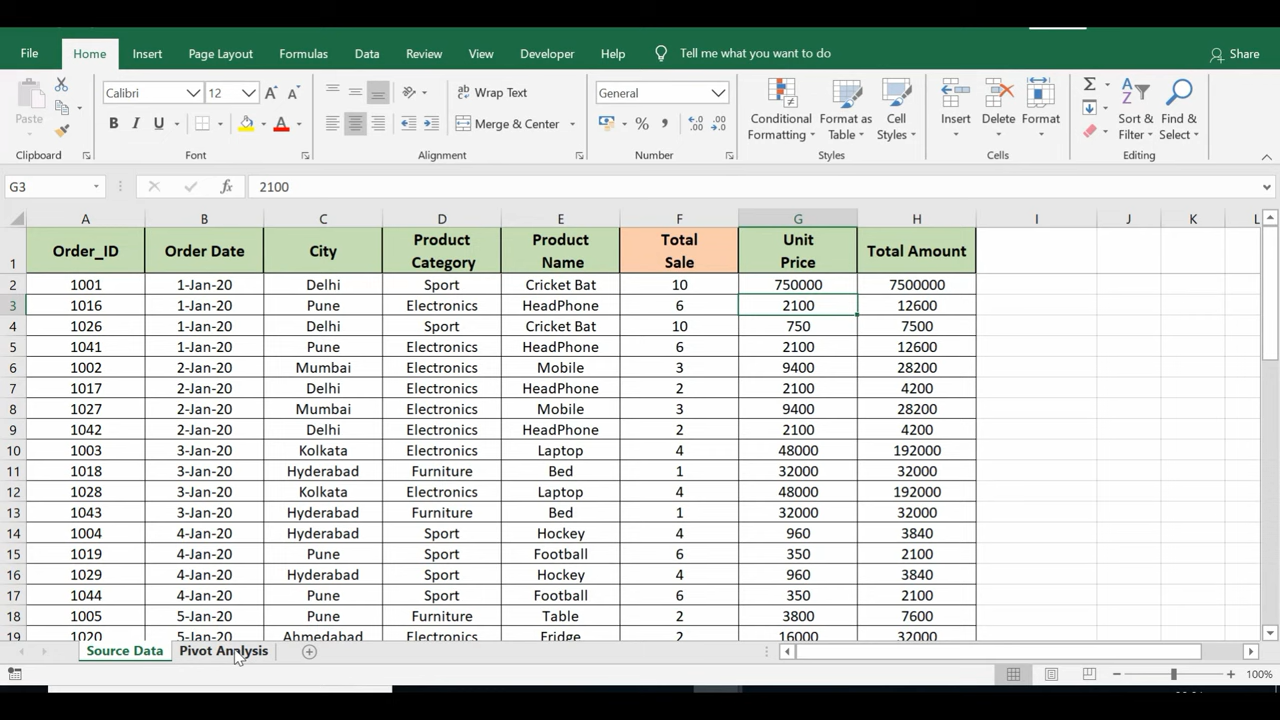 File Home Insert Page Layout Formulas Data Review View Developer Help Tell me what you want to do Share
Paste Calibri 12 A A Wrap Text General Conditional Formatting Format as Table Cell Styles Insert Delete Format Sort & Filter Find & Select
B I U A Merge & Center % ,
Clipboard Font Alignment Number Styles Cells Editing
G3 fx 2100
A B C D E F G H I J K L
1 Order_ID Order Date City Product Category Product Name Total Sale Unit Price Total Amount
2 1001 1-Jan-20 Delhi Sport Cricket Bat 10 750000 7500000
3 1016 1-Jan-20 Pune Electronics HeadPhone 6 2100 12600
4 1026 1-Jan-20 Delhi Sport Cricket Bat 10 750 7500
5 1041 1-Jan-20 Pune Electronics HeadPhone 6 2100 12600
6 1002 2-Jan-20 Mumbai Electronics Mobile 3 9400 28200
7 1017 2-Jan-20 Delhi Electronics HeadPhone 2 2100 4200
8 1027 2-Jan-20 Mumbai Electronics Mobile 3 9400 28200
9 1042 2-Jan-20 Delhi Electronics HeadPhone 2 2100 4200
10 1003 3-Jan-20 Kolkata Electronics Laptop 4 48000 192000
11 1018 3-Jan-20 Hyderabad Furniture Bed 1 32000 32000
12 1028 3-Jan-20 Kolkata Electronics Laptop 4 48000 192000
13 1043 3-Jan-20 Hyderabad Furniture Bed 1 32000 32000
14 1004 4-Jan-20 Hyderabad Sport Hockey 4 960 3840
15 1019 4-Jan-20 Pune Sport Football 6 350 2100
16 1029 4-Jan-20 Hyderabad Sport Hockey 4 960 3840
17 1044 4-Jan-20 Pune Sport Football 6 350 2100
18 1005 5-Jan-20 Pune Furniture Table 2 3800 7600
19 1020 5-Jan-20 Ahmedabad Electronics Fridge 2 16000 32000
Source Data Pivot Analysis
100%